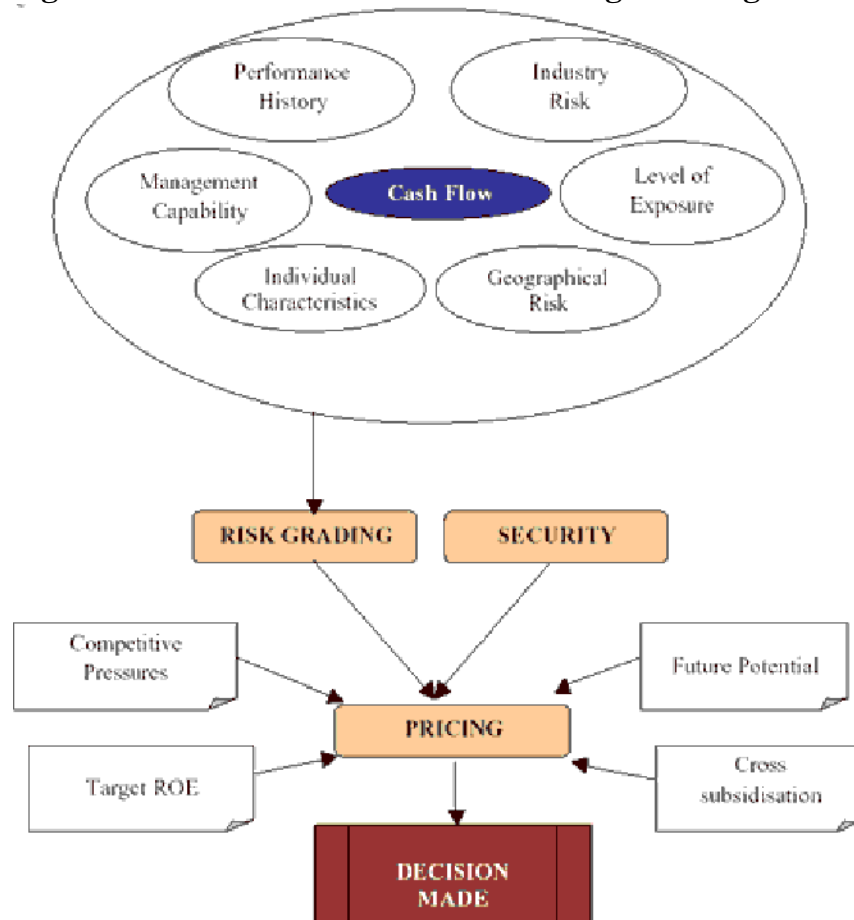 Performance
History
Industry
Risk
Management
Capability
Cash Flow
Level of
Exposure
Individual
Characteristics
Geographical
Risk
RISK GRADING
SECURITY
Competitive
Pressures
Future Potential
PRICING
Target ROE
Cross
subsidisation
DECISION
MADE